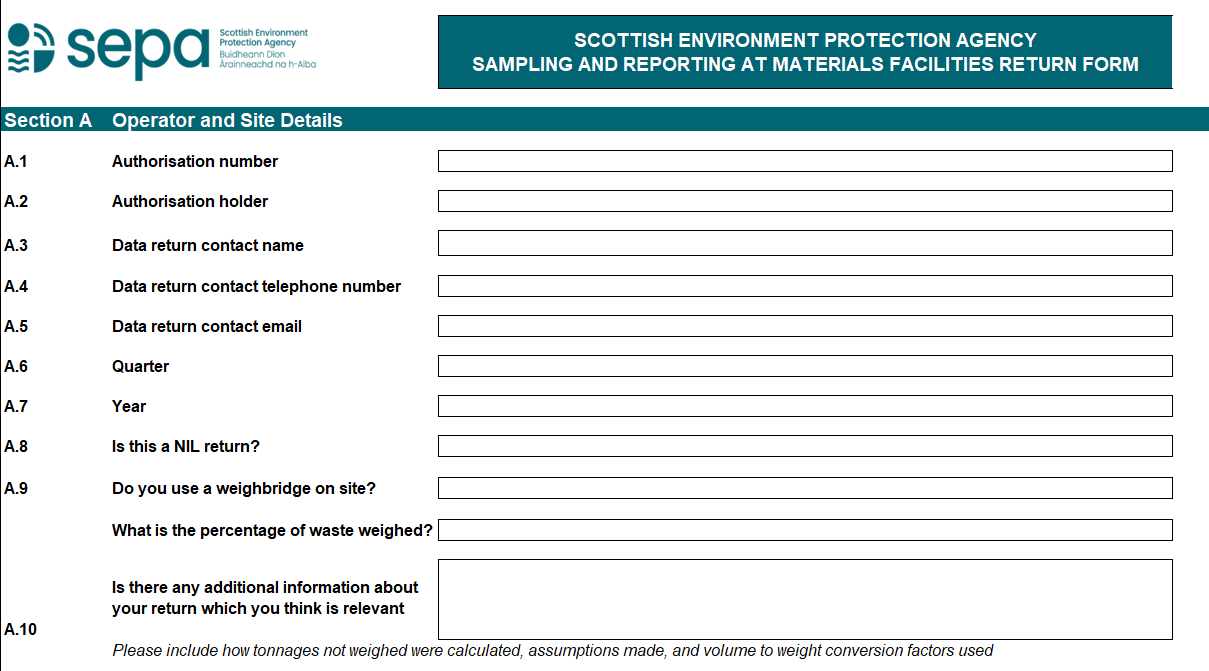 sepa
Scottish Environment
Protection Agency
Buidheann Dìon
Àrainneachd na h-Alba
SCOTTISH ENVIRONMENT PROTECTION AGENCY
SAMPLING AND REPORTING AT MATERIALS FACILITIES RETURN FORM
Section A Operator and Site Details
A.1 Authorisation number
A.2 Authorisation holder
A.3 Data return contact name
A.4 Data return contact telephone number
A.5 Data return contact email
A.6 Quarter
A.7 Year
A.8 Is this a NIL return?
A.9 Do you use a weighbridge on site?
What is the percentage of waste weighed?
Is there any additional information about
your return which you think is relevant
A.10
Please include how tonnages not weighed were calculated, assumptions made, and volume to weight conversion factors used